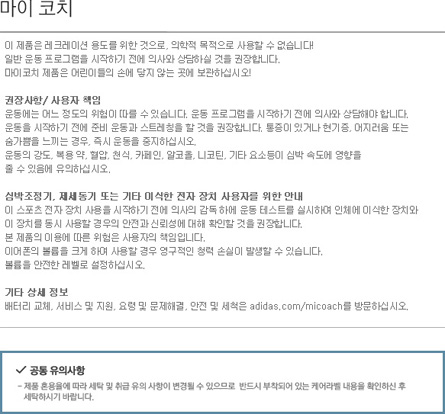 마이 코치
이 제품은 레크레이션 용도를 위한 것으로, 의학적 목적으로 사용할 수 없습니다!
일반 운동 프로그램을 시작하기 전에 의사와 상담하실 것을 권장합니다.
마이코치 제품은 어린이들의 손에 닿지 않는 곳에 보관하십시오!
권장사항/ 사용자 책임
운동에는 어느 정도의 위험이 따를 수 있습니다. 운동 프로그램을 시작하기 전에 의사와 상담해야 합니다.
운동을 시작하기 전에 준비 운동과 스트레칭을 할 것을 권장합니다. 통증이 있거나 현기증, 어지러움 또는
숨가쁨을 느끼는 경우, 즉시 운동을 중지하십시오.
운동의 강도, 복용 약, 혈압, 천식, 카페인, 알코올, 니코틴, 기타 요소등이 심박 속도에 영향을
줄 수 있음에 유의하십시오.
심박조정기, 제세동기 또는 기타 이식한 전자 장치 사용자를 위한 안내
이 스포츠 전자 장치 사용을 시작하기 전에 의사의 감독 하에 운동 테스트를 실시하여 인체에 이식한 장치와
이 장치를 동시 사용할 경우의 안전과 신뢰성에 대해 확인할 것을 권장합니다.
본 제품의 이용에 따른 위험은 사용자의 책임입니다.
이어폰의 볼륨을 크게 하여 사용할 경우 영구적인 청력 손실이 발생할 수 있습니다.
볼륨을 안전한 레벨로 설정하십시오.
기타 상세 정보
배터리 교체, 서비스 및 지원, 요령 및 문제해결, 안전 및 세척은 adidas.com/micoach를 방문하십시오.
✓ 공통 유의사항
- 제품 혼용율에 따라 세탁 및 취급 유의 사항이 변경될 수 있으므로 반드시 부착되어 있는 케어라벨 내용을 확인하신 후
세탁하시기 바랍니다.